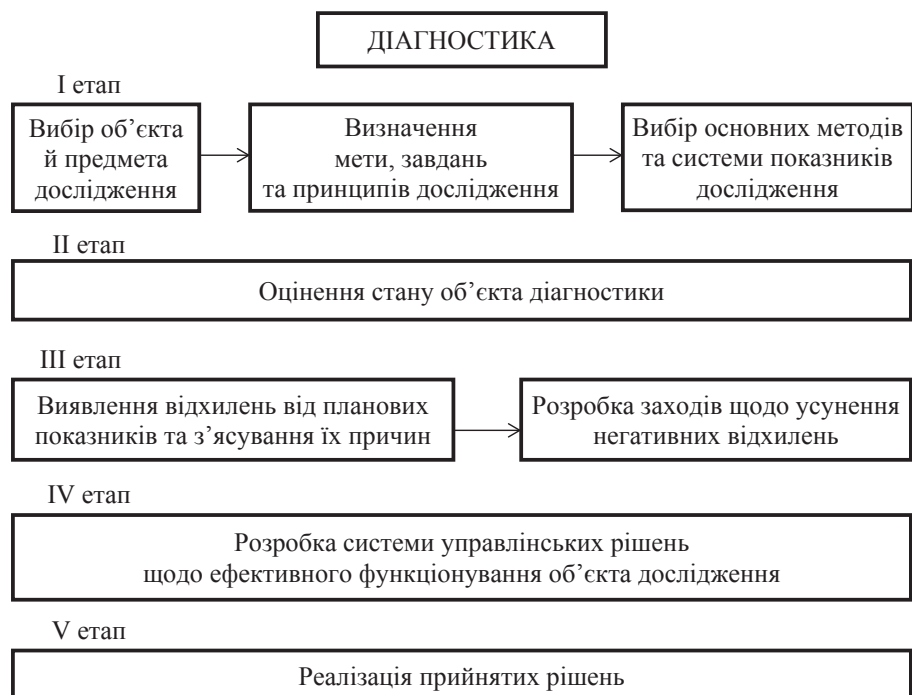 ДІАГНОСТИКА
І етап
Вибір об’єкта
й предмета
дослідження
Визначення
мети, завдань
та принципів дослідження
Вибір основних методів
та системи показників
дослідження
ІІ етап
Оцінення стану об’єкта діагностики
ІІІ етап
Виявлення відхилень від планових
показників та з’ясування їх причин
Розробка заходів щодо усунення
негативних відхилень
IV етап
Розробка системи управлінських рішень
щодо ефективного функціонування об’єкта дослідження
V етап
Реалізація прийнятих рішень